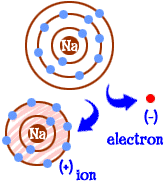 Na
(-)
electron
Na
(+) ion